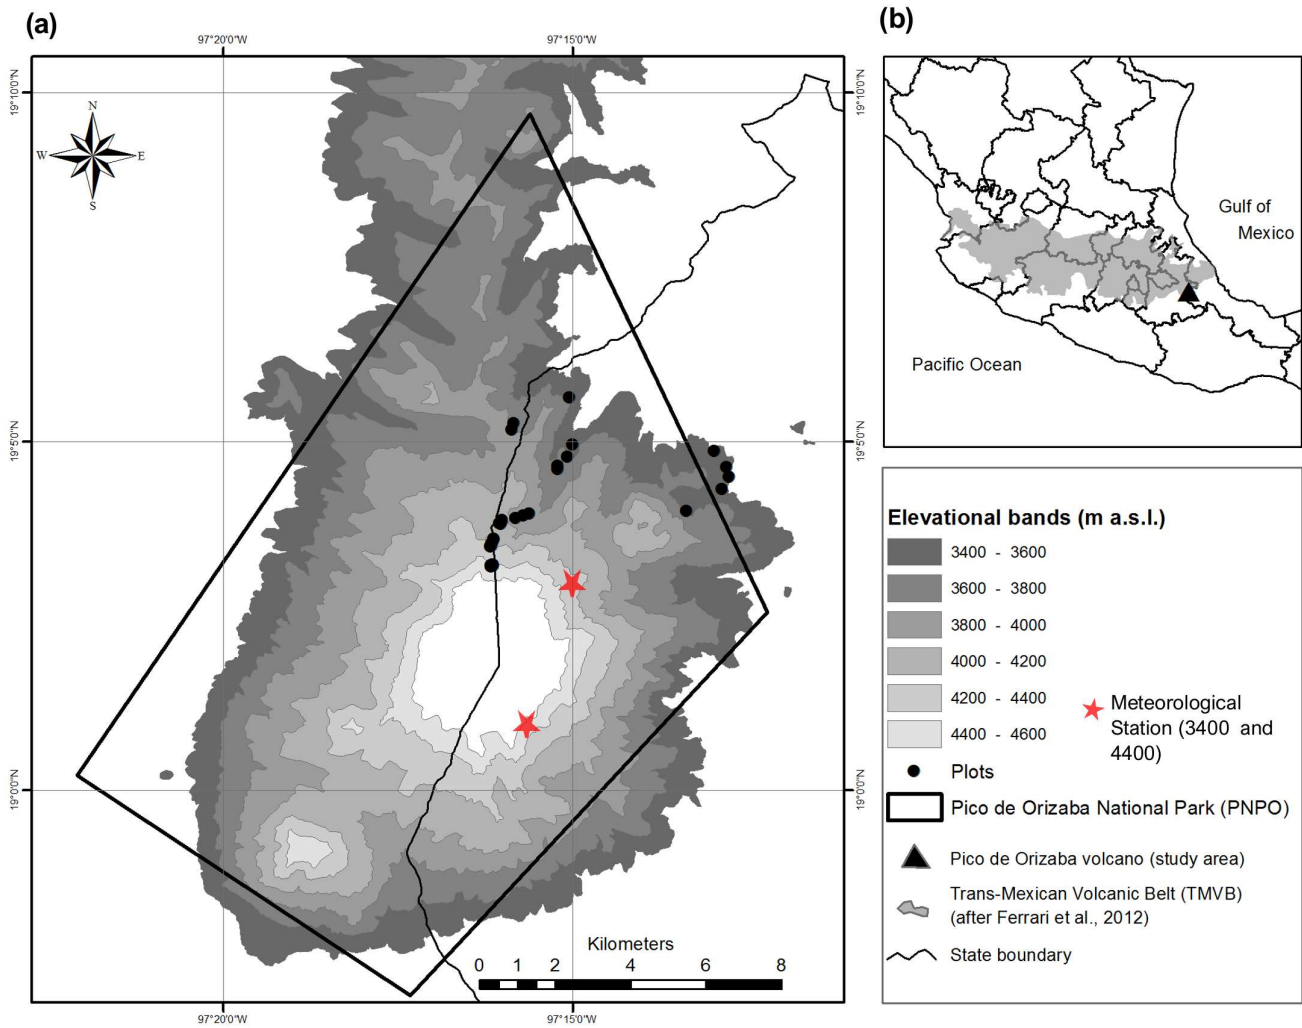 (a)
97°20'0"W
97°15'0"W
19°10'0"N
19°10'0"N
N
W
E
S
19°5'0"N
19°5'0"N
19°0'0"N
19°0'0"N
Kilometers
0 1 2 4 6 8
97°20'0"W
97°15'0"W
(b)
Gulf of
Mexico
Pacific Ocean
Elevational bands (m a.s.l.)
3400 - 3600
3600 - 3800
3800 - 4000
4000 - 4200
4200 - 4400
4400 - 4600
Meteorological
Station (3400 and
4400)
Plots
Pico de Orizaba National Park (PNPO)
Pico de Orizaba volcano (study area)
Trans-Mexican Volcanic Belt (TMVB)
(after Ferrari et al., 2012)
State boundary